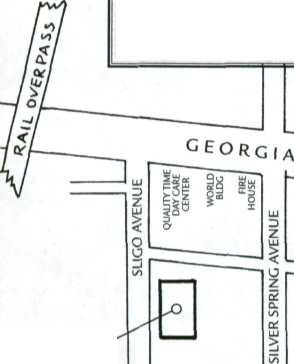 RAIL OVERPASS
GEORGIA
QUALITY TIME
DAY CARE
CENTER
WORLD
BLDG
FIRE
HOUSE
SLIGO AVENUE
SILVER SPRING AVENUE